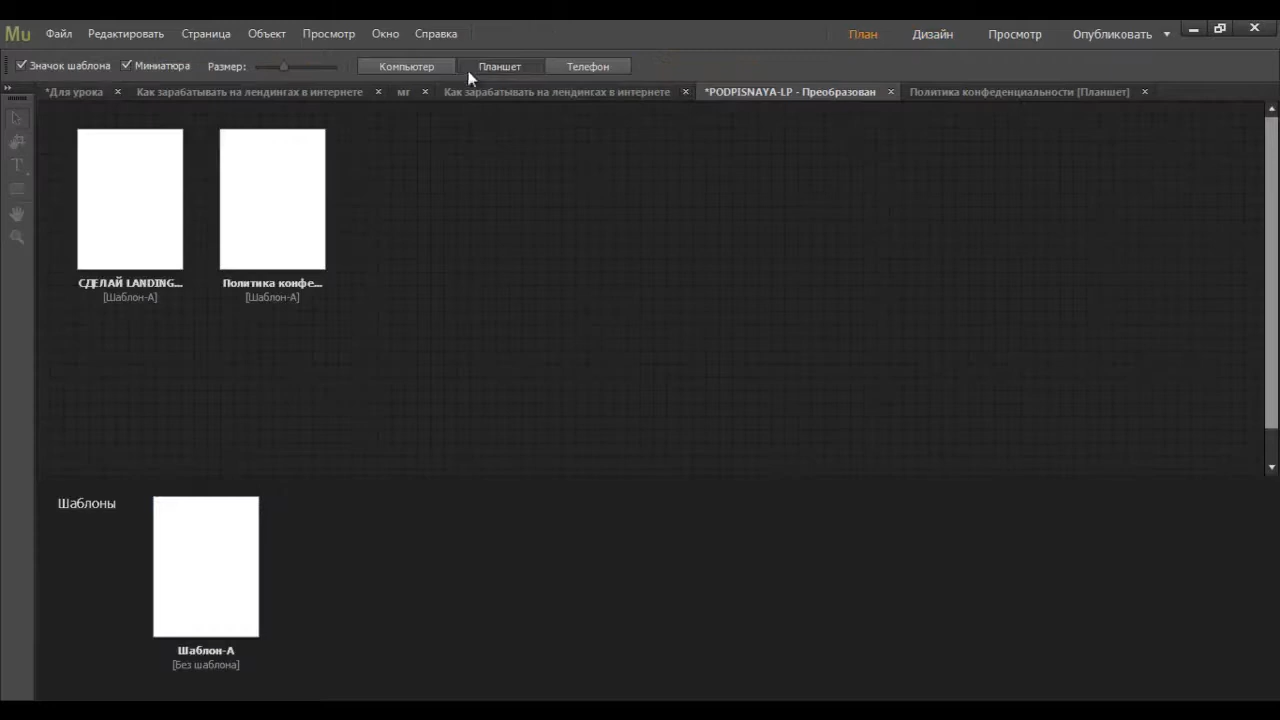 Mu Файл Редактировать Страница Объект Просмотр Окно Справка План Дизайн Просмотр Опубликовать
Значок шаблона Миниатюра Размер: Компьютер Планшет Телефон
*Для урока Как зарабатывать на лендингах в интернете мг Как зарабатывать на лендингах в интернете *PODPISNAYA-LP - Преобразован Политика конфеденциальности [Планшет]
СДЕЛАЙ LANDING... Политика конфе...
[Шаблон-A] [Шаблон-A]
Шаблоны
Шаблон-A
[Без шаблона]